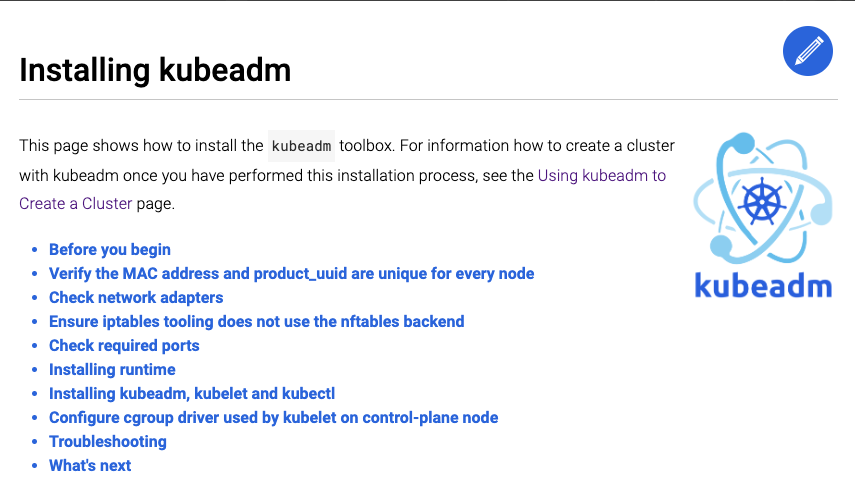 Installing kubeadm
This page shows how to install the kubeadm toolbox. For information how to create a cluster
with kubeadm once you have performed this installation process, see the Using kubeadm to
Create a Cluster page.
kubeadm
Before you begin
Verify the MAC address and product_uuid are unique for every node
Check network adapters
Ensure iptables tooling does not use the nftables backend
Check required ports
Installing runtime
Installing kubeadm, kubelet and kubectl
Configure cgroup driver used by kubelet on control-plane node
Troubleshooting
What's next